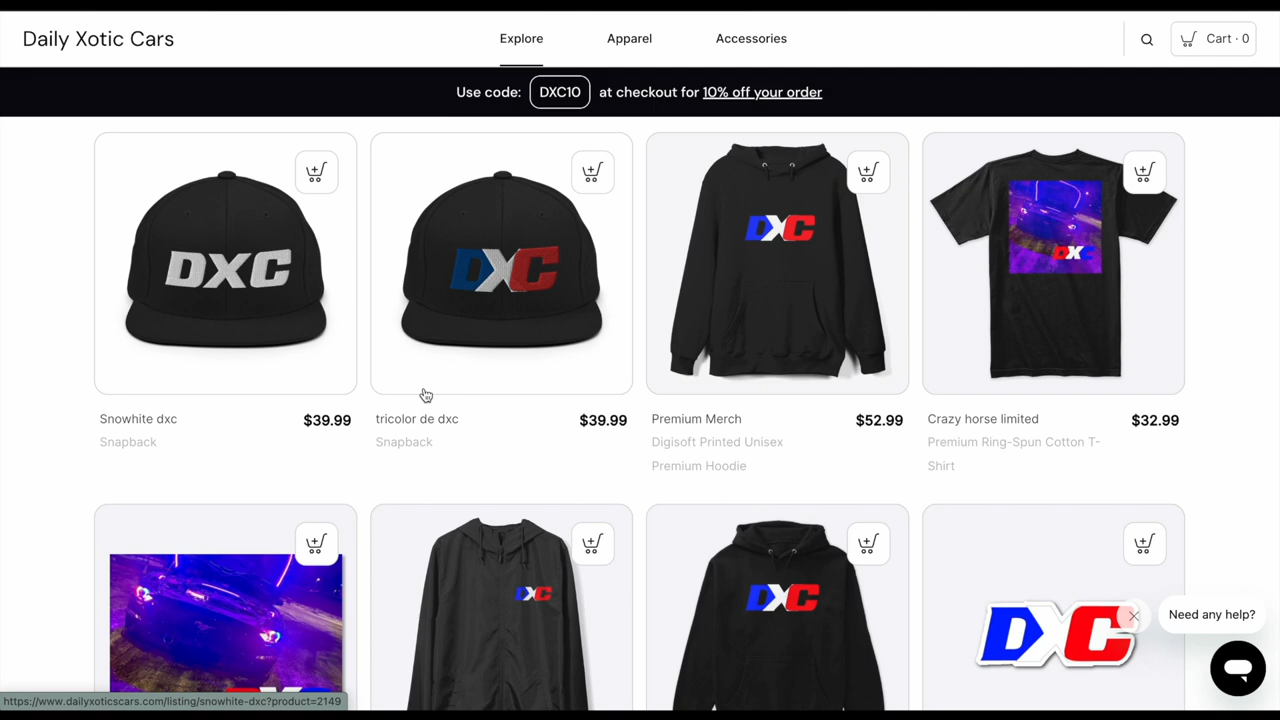 Daily Xotic Cars
Explore
Apparel
Accessories
Cart · 0
Use code: DXC10 at checkout for 10% off your order
DXC
DXC
DXC
DXC
Snowhite dxc
$39.99
Snapback
tricolor de dxc
$39.99
Snapback
Premium Merch
$52.99
Digisoft Printed Unisex
Premium Hoodie
Crazy horse limited
$32.99
Premium Ring-Spun Cotton T-
Shirt
DXC
DXC
DXC
Need any help?
https://www.dailyxoticscars.com/listing/snowhite-dxc?product=2149